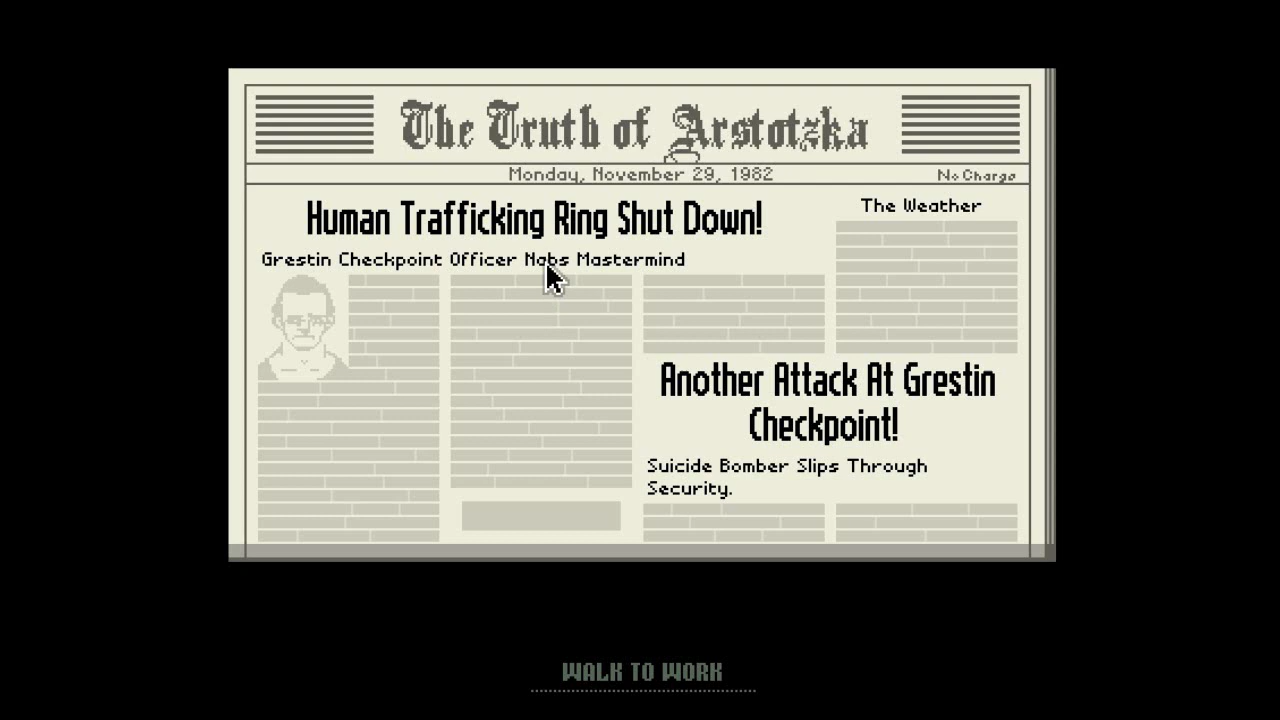 The Truth of Arstotzka
Monday, November 29, 1982
No Charge
Human Trafficking Ring Shut Down!
Grestin Checkpoint Officer Nabs Mastermind
The Weather
Another Attack At Grestin
Checkpoint!
Suicide Bomber Slips Through
Security.
WALK TO WORK